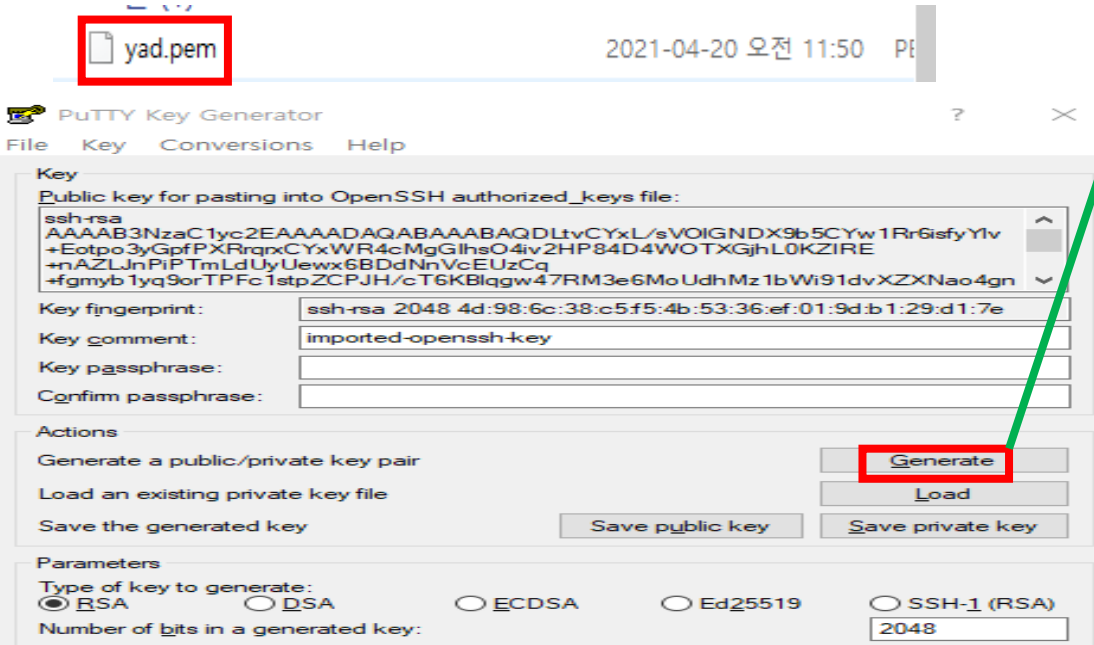 yad.pem 2021-04-20 오전 11:50
PuTTY Key Generator ?
File Key Conversions Help
Key
Public key for pasting into OpenSSH authorized_keys file:
ssh-rsa
AAAAB3NzaC1yc2EAAAADAQABAAABAQDLtvCYxL/sVOIGNDX9b5CYw1Rr6isfyYlv
+Eotpo3yGpfPXRrqrxCYxWR4cMgGIhsO4iv2HP84D4WOTXGjhL0KZIRE
+nAZLJnPiPTmLdUyUewx6BDdNnVcEUzCq
+fgmyb1yq9orTPFc1stpZCPJH/cT6KBlqgw47RM3e6MoUdhMz1bWi91dvXZXNao4gn
Key fingerprint: ssh-rsa 2048 4d:98:6c:38:c5:f5:4b:53:36:ef:01:9d:b1:29:d1:7e
Key comment: imported-openssh-key
Key passphrase:
Confirm passphrase:
Actions
Generate a public/private key pair Generate
Load an existing private key file Load
Save the generated key Save public key Save private key
Parameters
Type of key to generate:
RSA DSA ECDSA Ed25519 SSH-1 (RSA)
Number of bits in a generated key: 2048